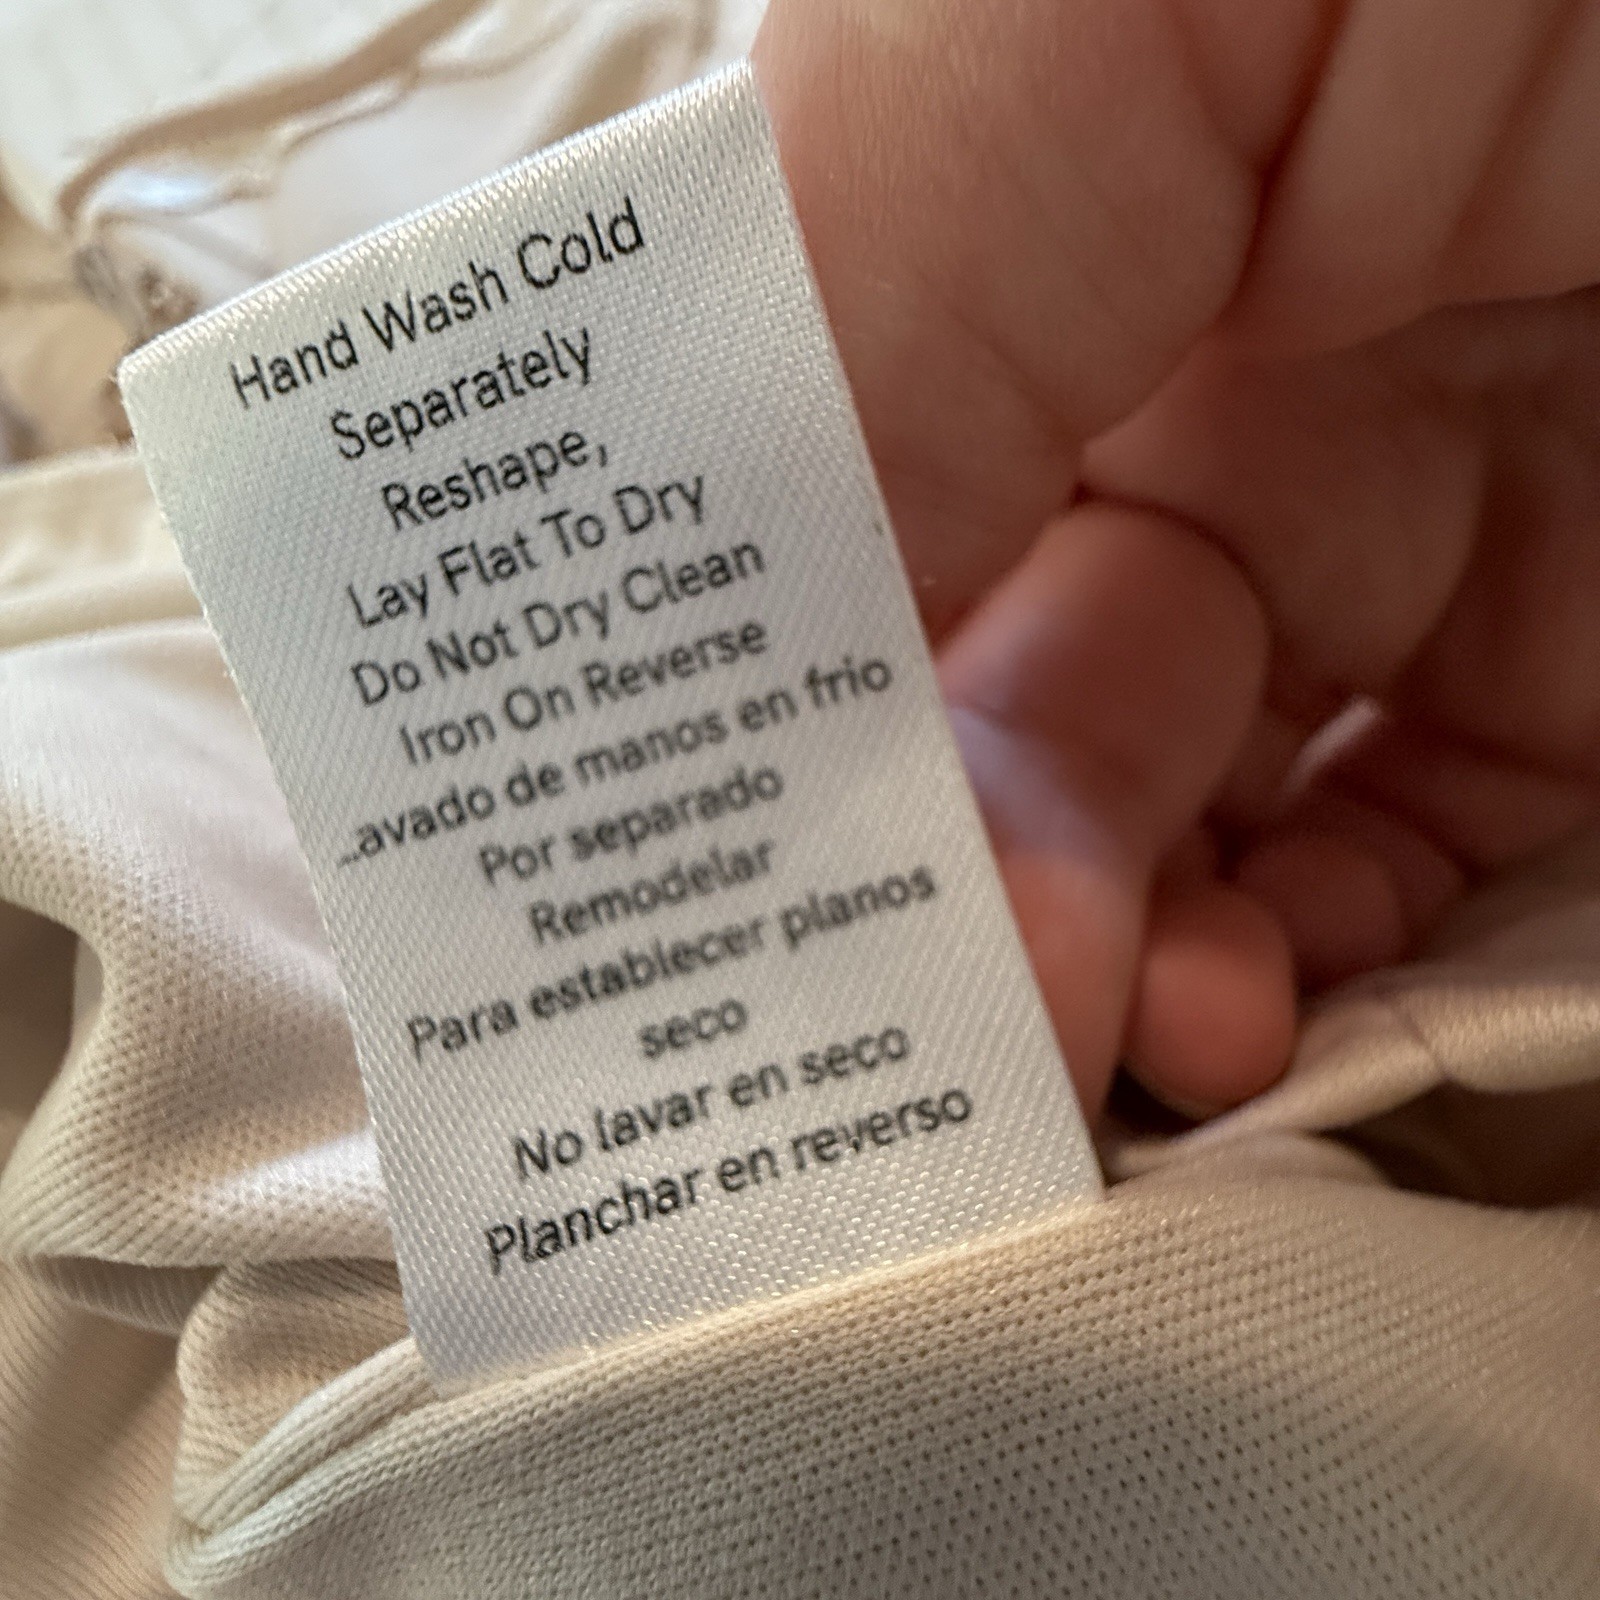 Hand Wash Cold
Separately
Reshape,
Lay Flat To Dry
Do Not Dry Clean
Iron On Reverse
Lavado de manos en frio
Por separado
Remodelar
Para establecer planos
seco
No lavar en seco
Planchar en reverso